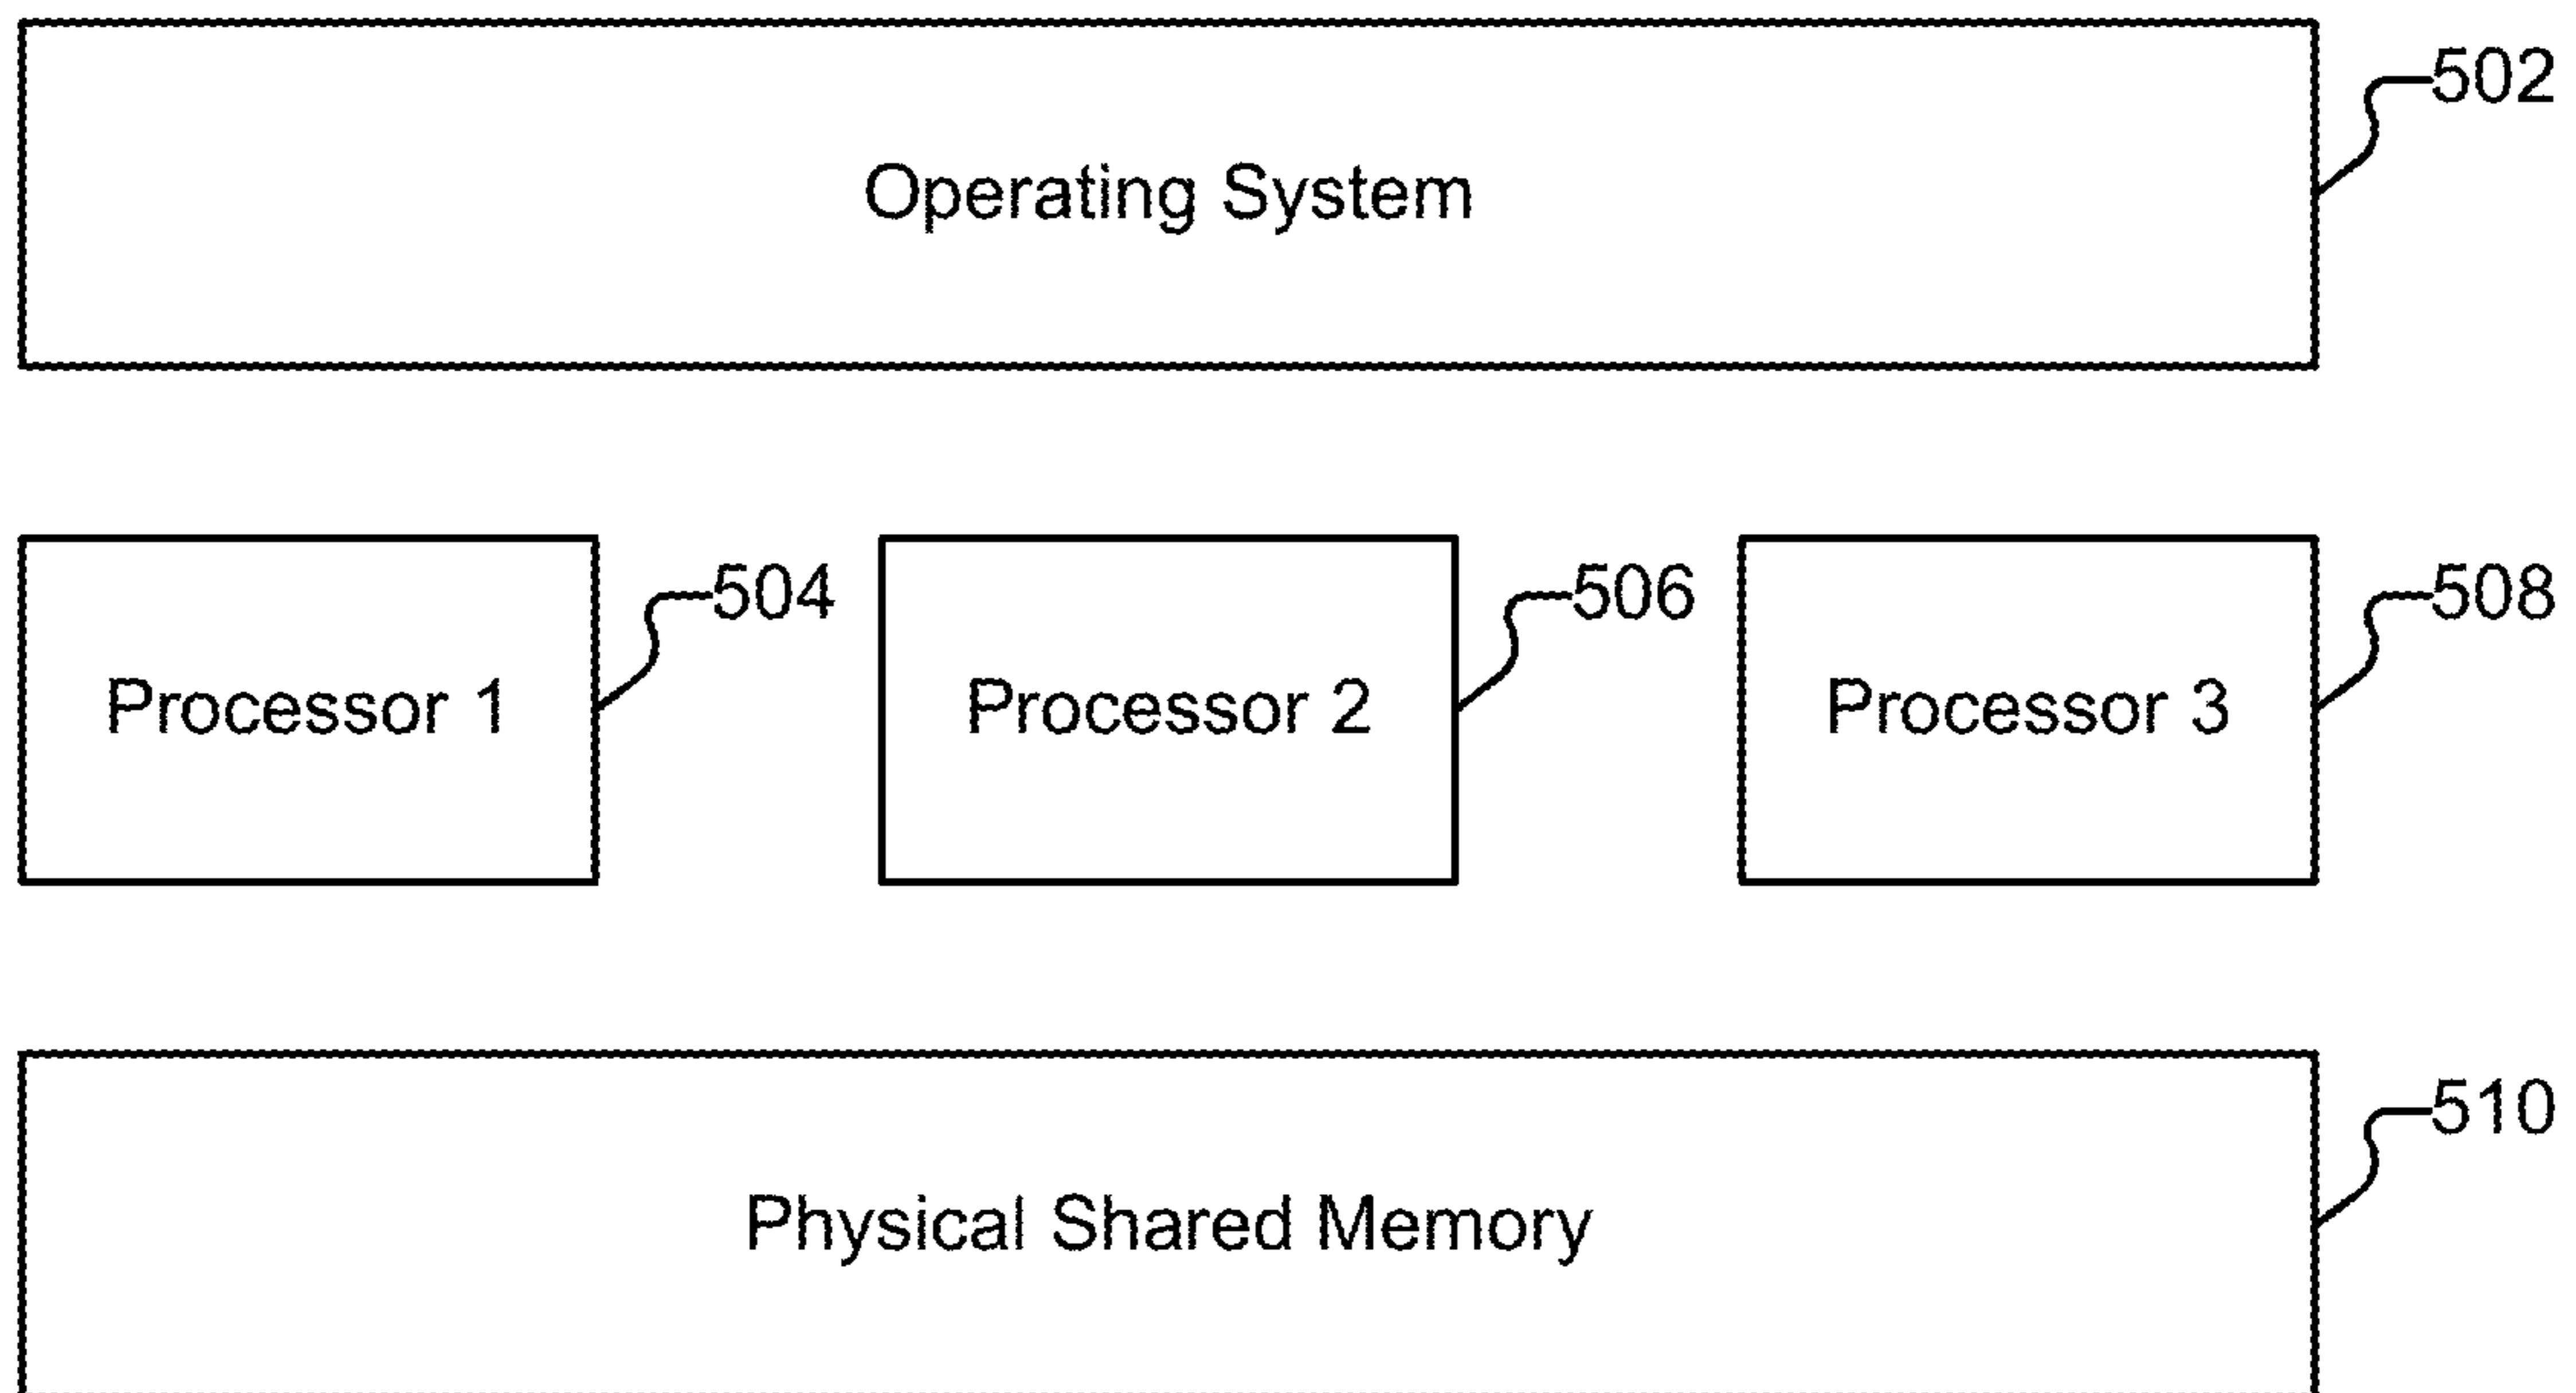 502
Operating System
504
506
508
Processor 1
Processor 2
Processor 3
510
Physical Shared Memory